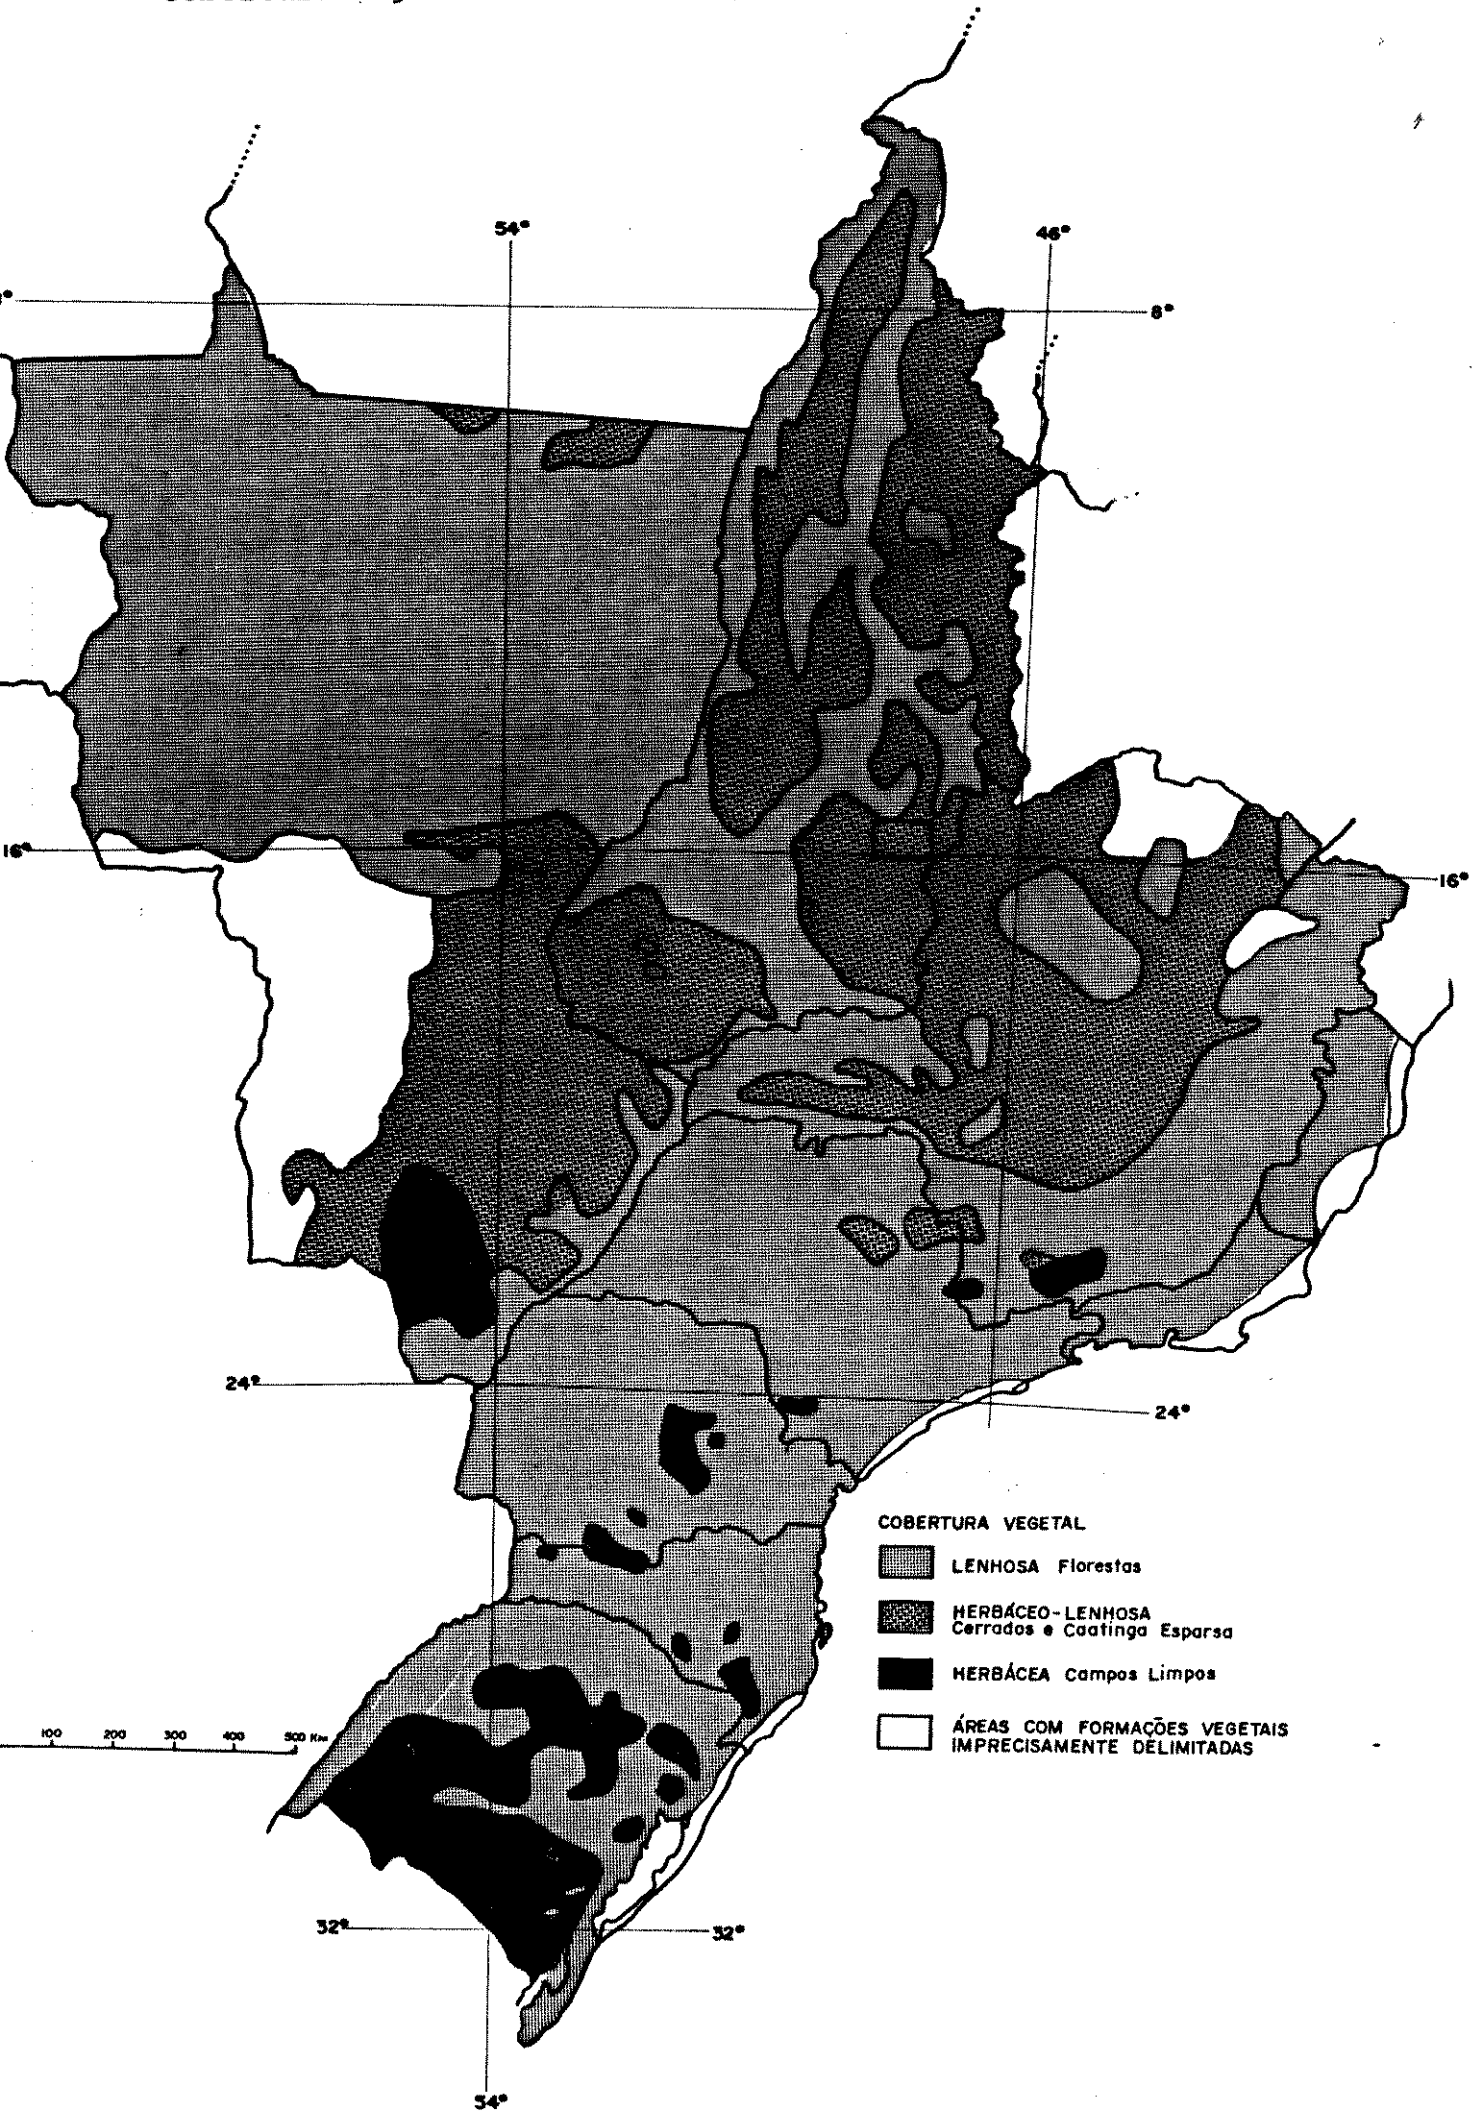 54°
46°
8°
16°
16°
24°
24°
COBERTURA VEGETAL
LENHOSA Florestas
HERBÁCEO-LENHOSA
Cerrados e Caatinga Esparsa
HERBÁCEA Campos Limpos
ÁREAS COM FORMAÇÕES VEGETAIS
IMPRECISAMENTE DELIMITADAS
100 200 300 400 500 Km
32°
32°
54°